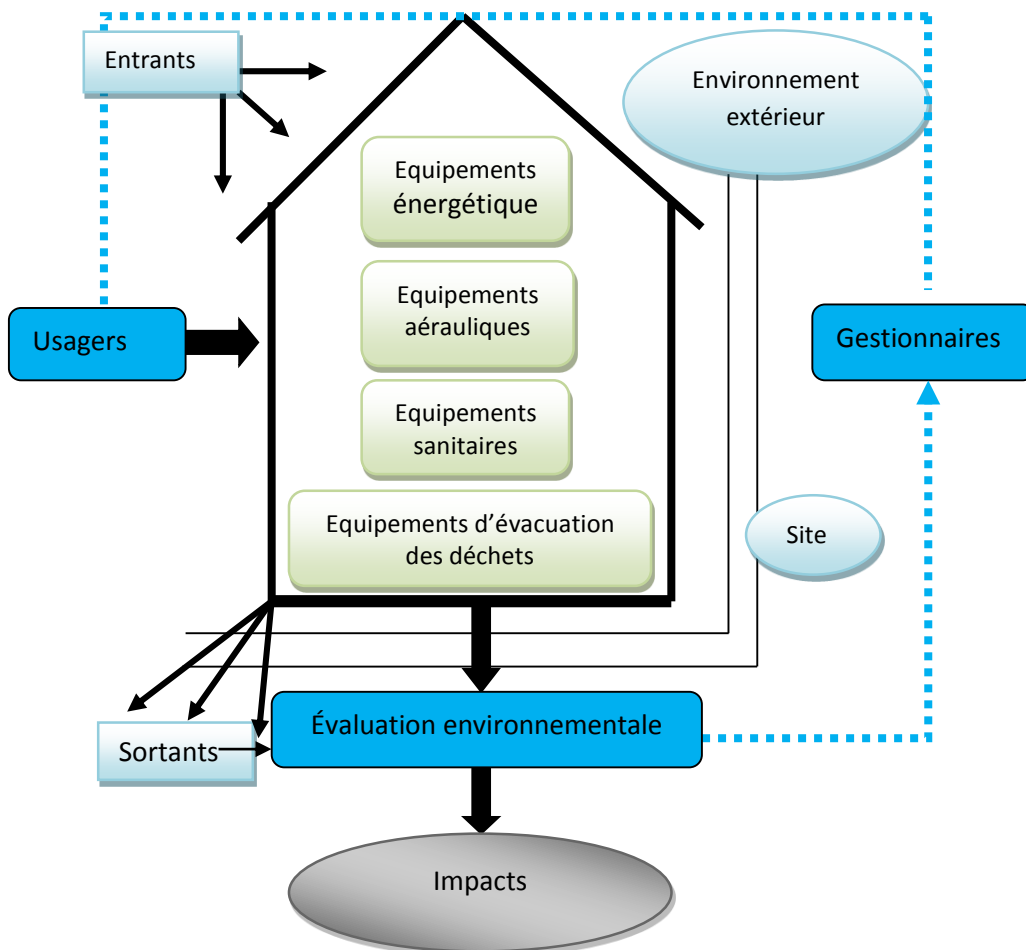 Entrants
Environnement
extérieur
Equipements
énergétique
Equipements
aérauliques
Usagers
Gestionnaires
Equipements
sanitaires
Equipements d’évacuation
des déchets
Site
Évaluation environnementale
Sortants
Impacts